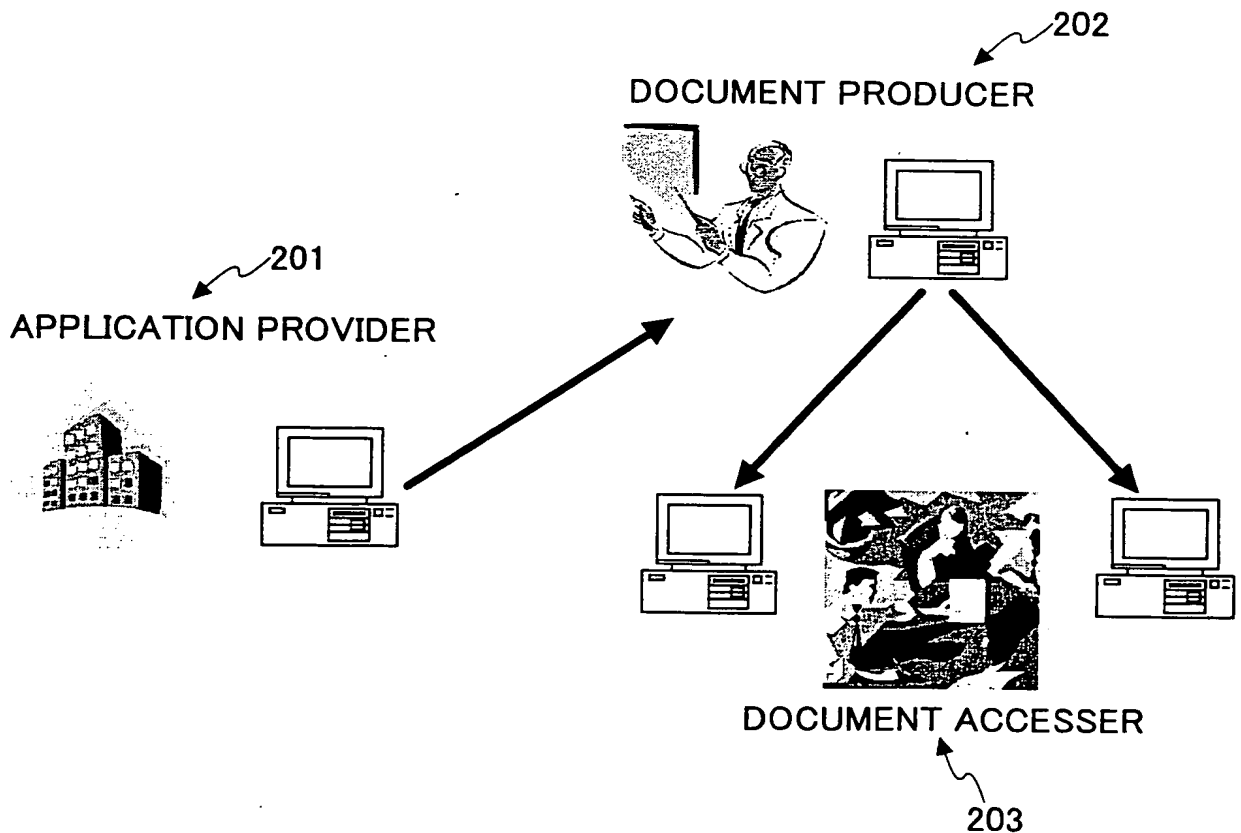 202
DOCUMENT PRODUCER
201
APPLICATION PROVIDER
DOCUMENT ACCESSER
203